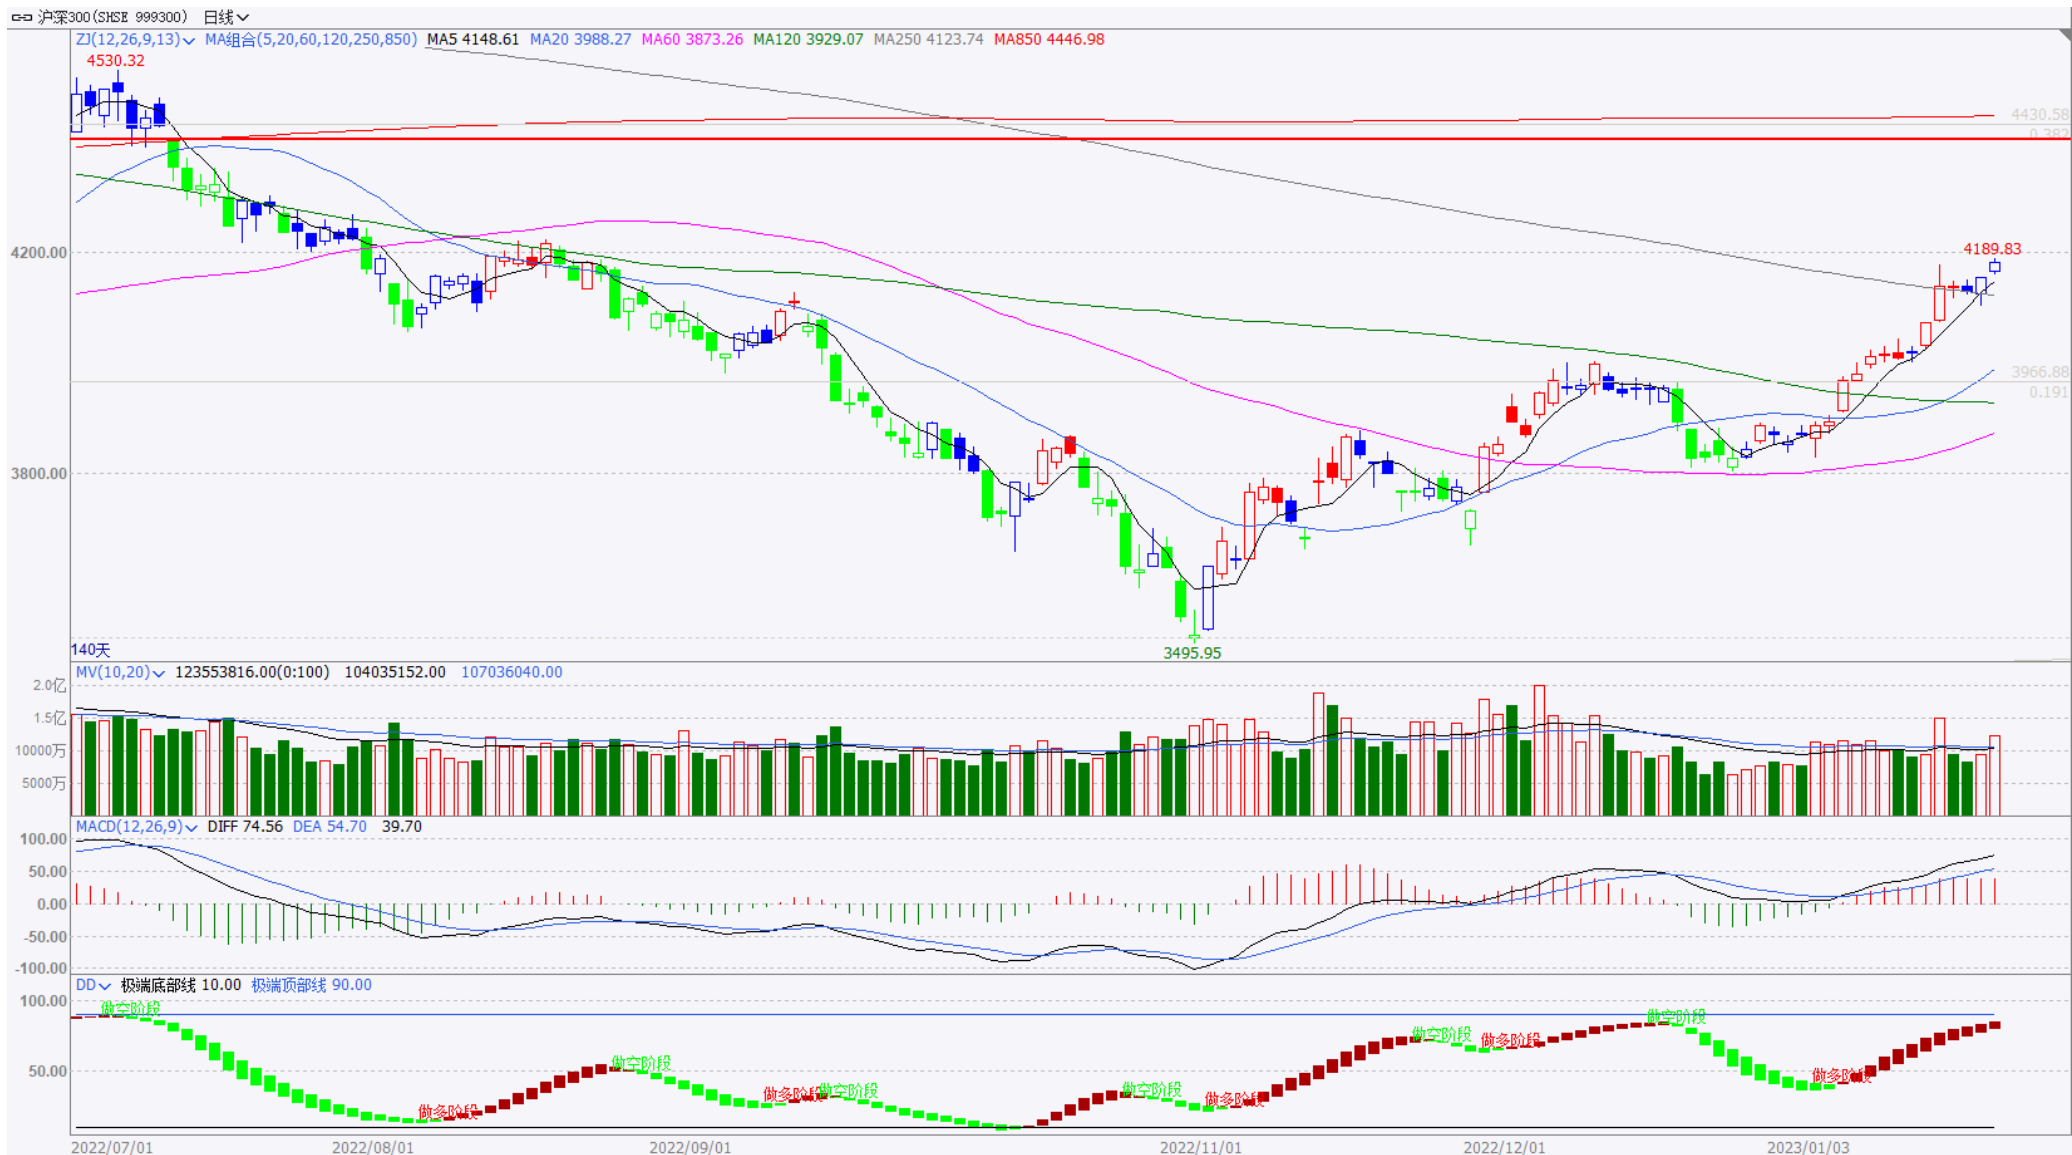 沪深300(SHSE 999300) 日线
ZJ(12,26,9,13) MA组合(5,20,60,120,250,850) MA5 4148.61 MA20 3988.27 MA60 3873.26 MA120 3929.07 MA250 4123.74 MA850 4446.98
4530.32
4430.58
0.382
4200.00
4189.83
3966.88
0.191
3800.00
3495.95
140天
MV(10,20) 123553816.00(0:100) 104035152.00 107036040.00
2.0亿
1.5亿
10000万
5000万
MACD(12,26,9) DIFF 74.56 DEA 54.70 39.70
100.00
50.00
0.00
-50.00
-100.00
DD 极端底部线 10.00 极端顶部线 90.00
100.00
做空阶段 做空阶段
做空阶段 做多阶段
50.00
做空阶段 做多阶段
做多阶段 做空阶段 做空阶段
做多阶段 做多阶段
2022/07/01 2022/08/01 2022/09/01 2022/11/01 2022/12/01 2023/01/03